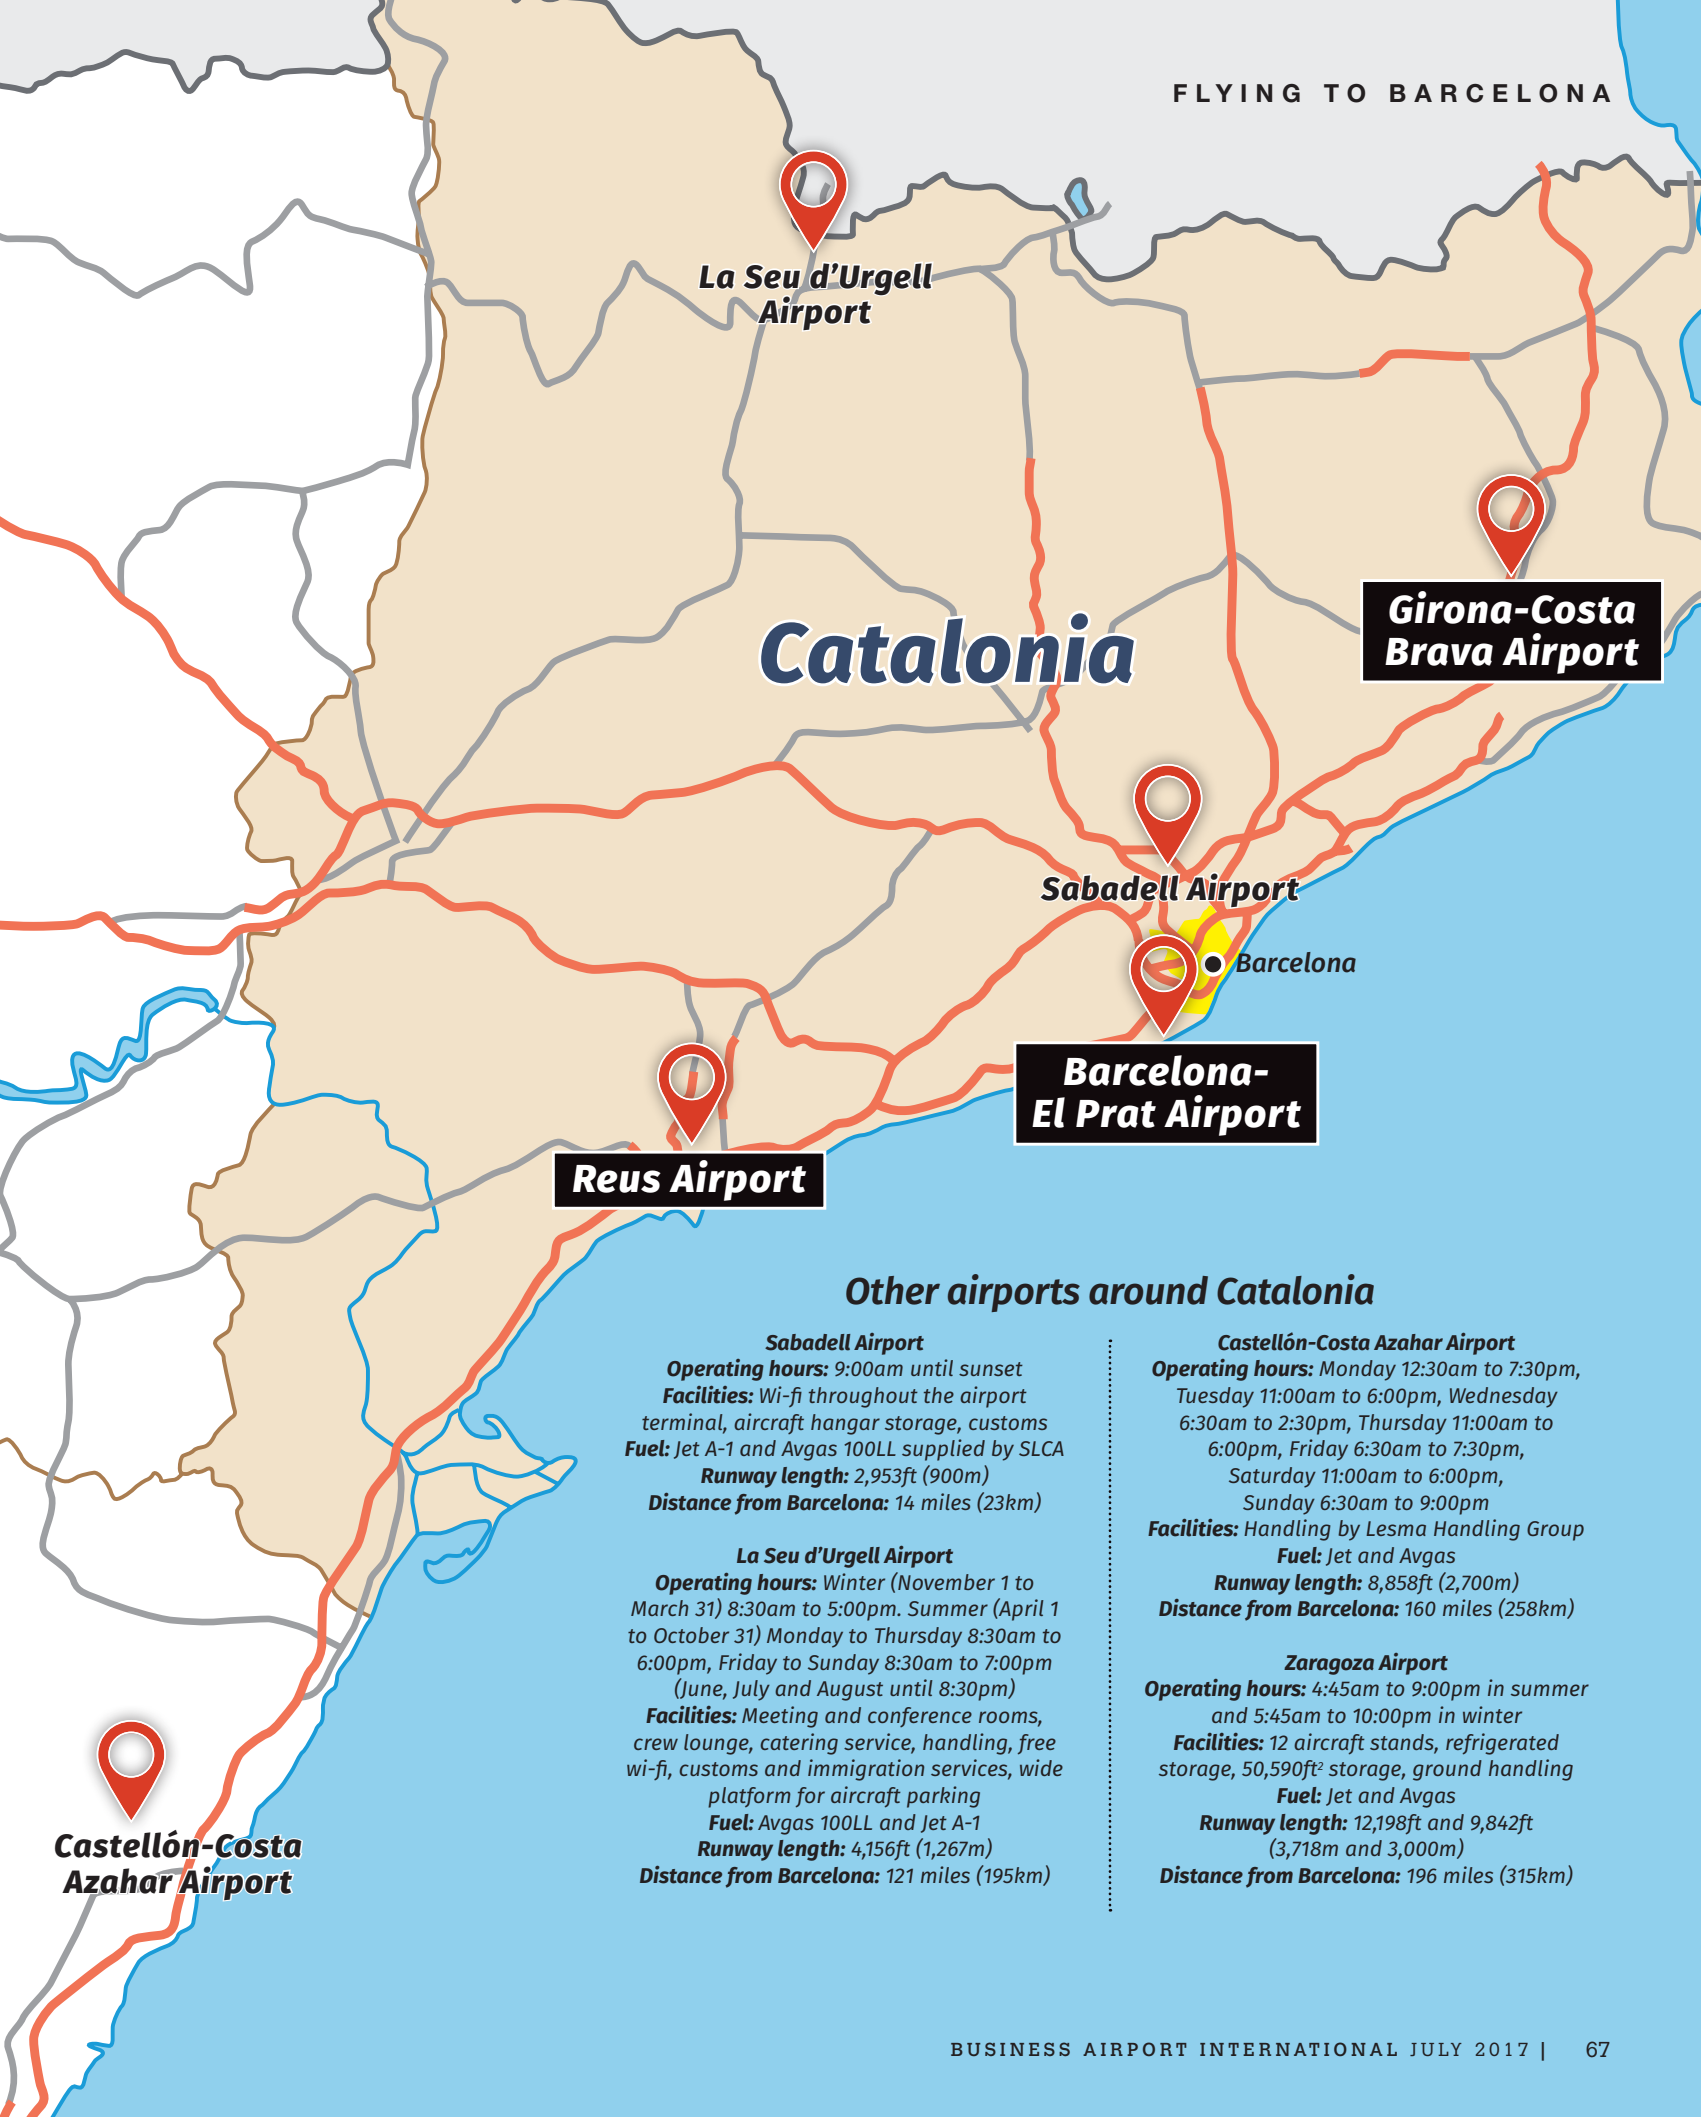 FLYING TO BARCELONA
La Seu d’Urgell
Airport
Girona-Costa
Brava Airport
Catalonia
Sabadell Airport
Barcelona
Barcelona-
El Prat Airport
Reus Airport
Castellón-Costa
Azahar Airport
Other airports around Catalonia
Sabadell Airport
Operating hours: 9:00am until sunset
Facilities: Wi-fi throughout the airport
terminal, aircraft hangar storage, customs
Fuel: Jet A-1 and Avgas 100LL supplied by SLCA
Runway length: 2,953ft (900m)
Distance from Barcelona: 14 miles (23km)
La Seu d’Urgell Airport
Operating hours: Winter (November 1 to
March 31) 8:30am to 5:00pm. Summer (April 1
to October 31) Monday to Thursday 8:30am to
6:00pm, Friday to Sunday 8:30am to 7:00pm
(June, July and August until 8:30pm)
Facilities: Meeting and conference rooms,
crew lounge, catering service, handling, free
wi-fi, customs and immigration services, wide
platform for aircraft parking
Fuel: Avgas 100LL and Jet A-1
Runway length: 4,156ft (1,267m)
Distance from Barcelona: 121 miles (195km)
Castellón-Costa Azahar Airport
Operating hours: Monday 12:30am to 7:30pm,
Tuesday 11:00am to 6:00pm, Wednesday
6:30am to 2:30pm, Thursday 11:00am to
6:00pm, Friday 6:30am to 7:30pm,
Saturday 11:00am to 6:00pm,
Sunday 6:30am to 9:00pm
Facilities: Handling by Lesma Handling Group
Fuel: Jet and Avgas
Runway length: 8,858ft (2,700m)
Distance from Barcelona: 160 miles (258km)
Zaragoza Airport
Operating hours: 4:45am to 9:00pm in summer
and 5:45am to 10:00pm in winter
Facilities: 12 aircraft stands, refrigerated
storage, 50,590ft² storage, ground handling
Fuel: Jet and Avgas
Runway length: 12,198ft and 9,842ft
(3,718m and 3,000m)
Distance from Barcelona: 196 miles (315km)
BUSINESS AIRPORT INTERNATIONAL JULY 2017 | 67